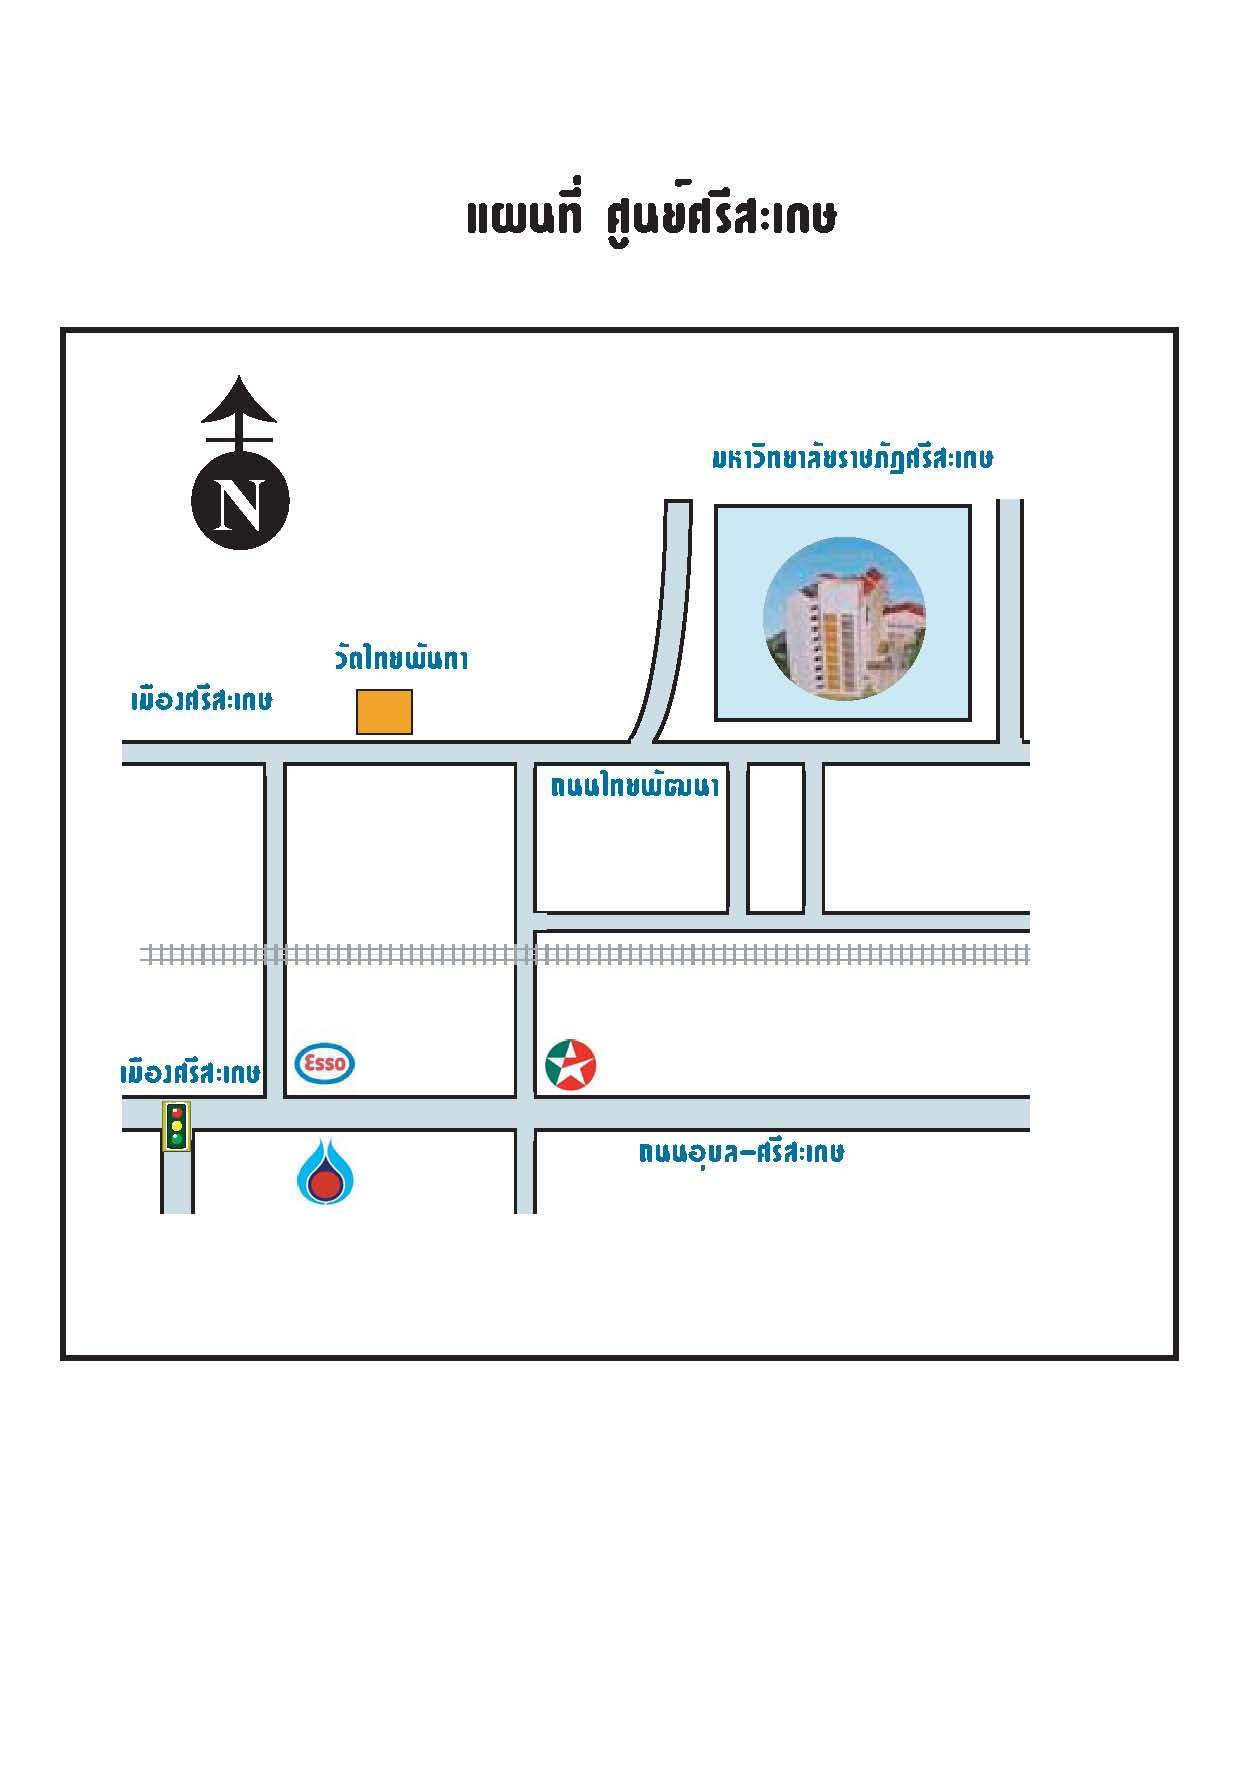 แผนที่ ศูนย์ศรีสะเกษ
N
มหาวิทยาลัยราชภัฏศรีสะเกษ
วัดไทยพันทา
เมืองศรีสะเกษ
ถนนไทยพัฒนา
Esso
เมืองศรีสะเกษ
ถนนอุบล-ศรีสะเกษ